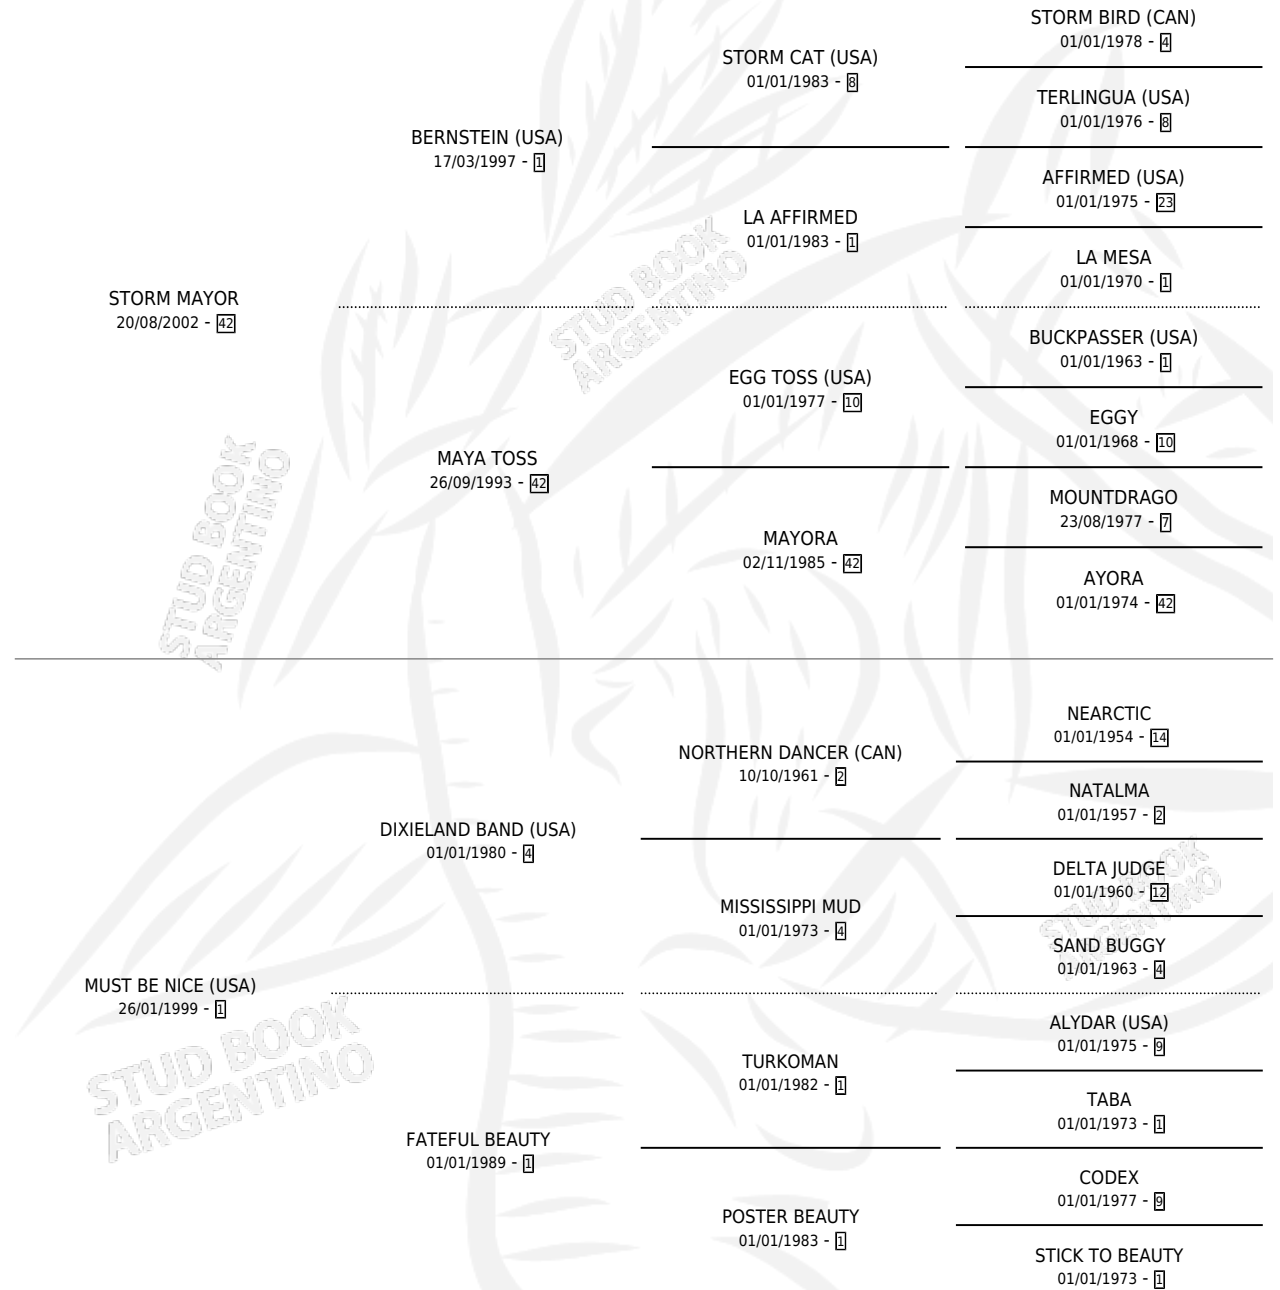 STORM BIRD (CAN)
01/01/1978 - 4
STORM CAT (USA)
01/01/1983 - 8
TERLINGUA (USA)
01/01/1976 - 8
BERNSTEIN (USA)
17/03/1997 - 1
AFFIRMED (USA)
01/01/1975 - 23
LA AFFIRMED
01/01/1983 - 1
LA MESA
01/01/1970 - 1
STORM MAYOR
20/08/2002 - 42
BUCKPASSER (USA)
01/01/1963 - 1
EGG TOSS (USA)
01/01/1977 - 10
EGGY
01/01/1968 - 10
MAYA TOSS
26/09/1993 - 42
MOUNTDRAGO
23/08/1977 - 7
MAYORA
02/11/1985 - 42
AYORA
01/01/1974 - 42
NEARCTIC
01/01/1954 - 14
NORTHERN DANCER (CAN)
10/10/1961 - 2
NATALMA
01/01/1957 - 2
DIXIELAND BAND (USA)
01/01/1980 - 4
DELTA JUDGE
01/01/1960 - 12
MISSISSIPPI MUD
01/01/1973 - 4
SAND BUGGY
01/01/1963 - 4
MUST BE NICE (USA)
26/01/1999 - 1
ALYDAR (USA)
01/01/1975 - 9
TURKOMAN
01/01/1982 - 1
TABA
01/01/1973 - 1
FATEFUL BEAUTY
01/01/1989 - 1
CODEX
01/01/1977 - 9
POSTER BEAUTY
01/01/1983 - 1
STICK TO BEAUTY
01/01/1973 - 1
STUD BOOK
ARGENTINO
STUD BOOK
ARGENTINO
STUD BOOK
ARGENTINO
STUD BOOK
ARGENTINO